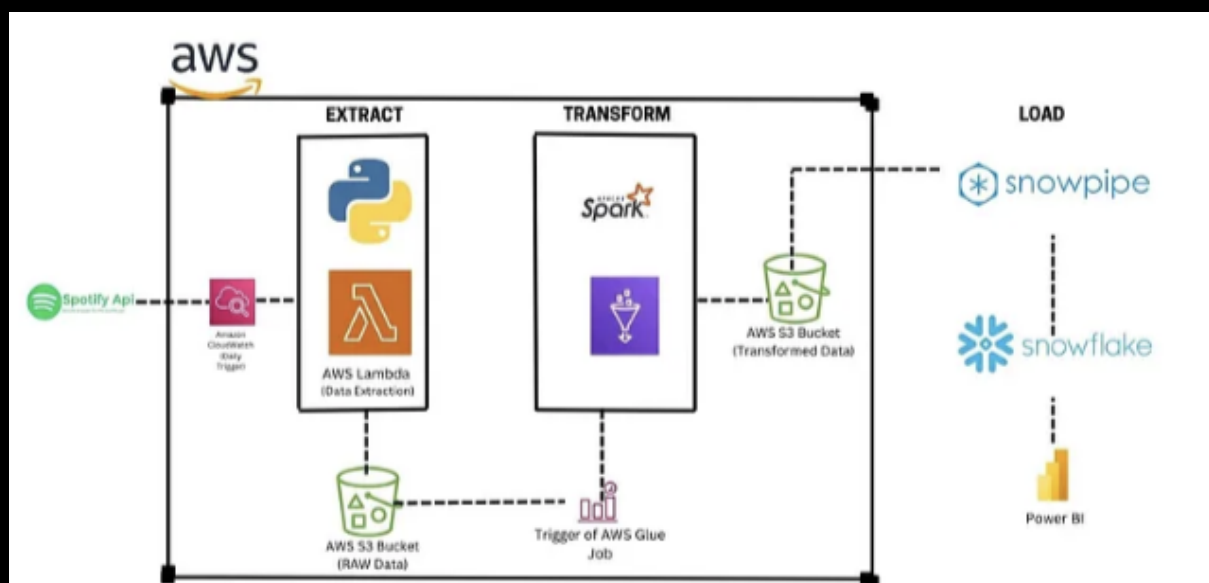 aws
EXTRACT
TRANSFORM
LOAD
APACHE
Spark
snowpipe
Spotify Api
Amazon
CloudWatch
(Daily
Trigger)
AWS Lambda
(Data Extraction)
AWS S3 Bucket
(Transformed Data)
snowflake
AWS S3 Bucket
(RAW Data)
Trigger of AWS Glue
Job
Power BI